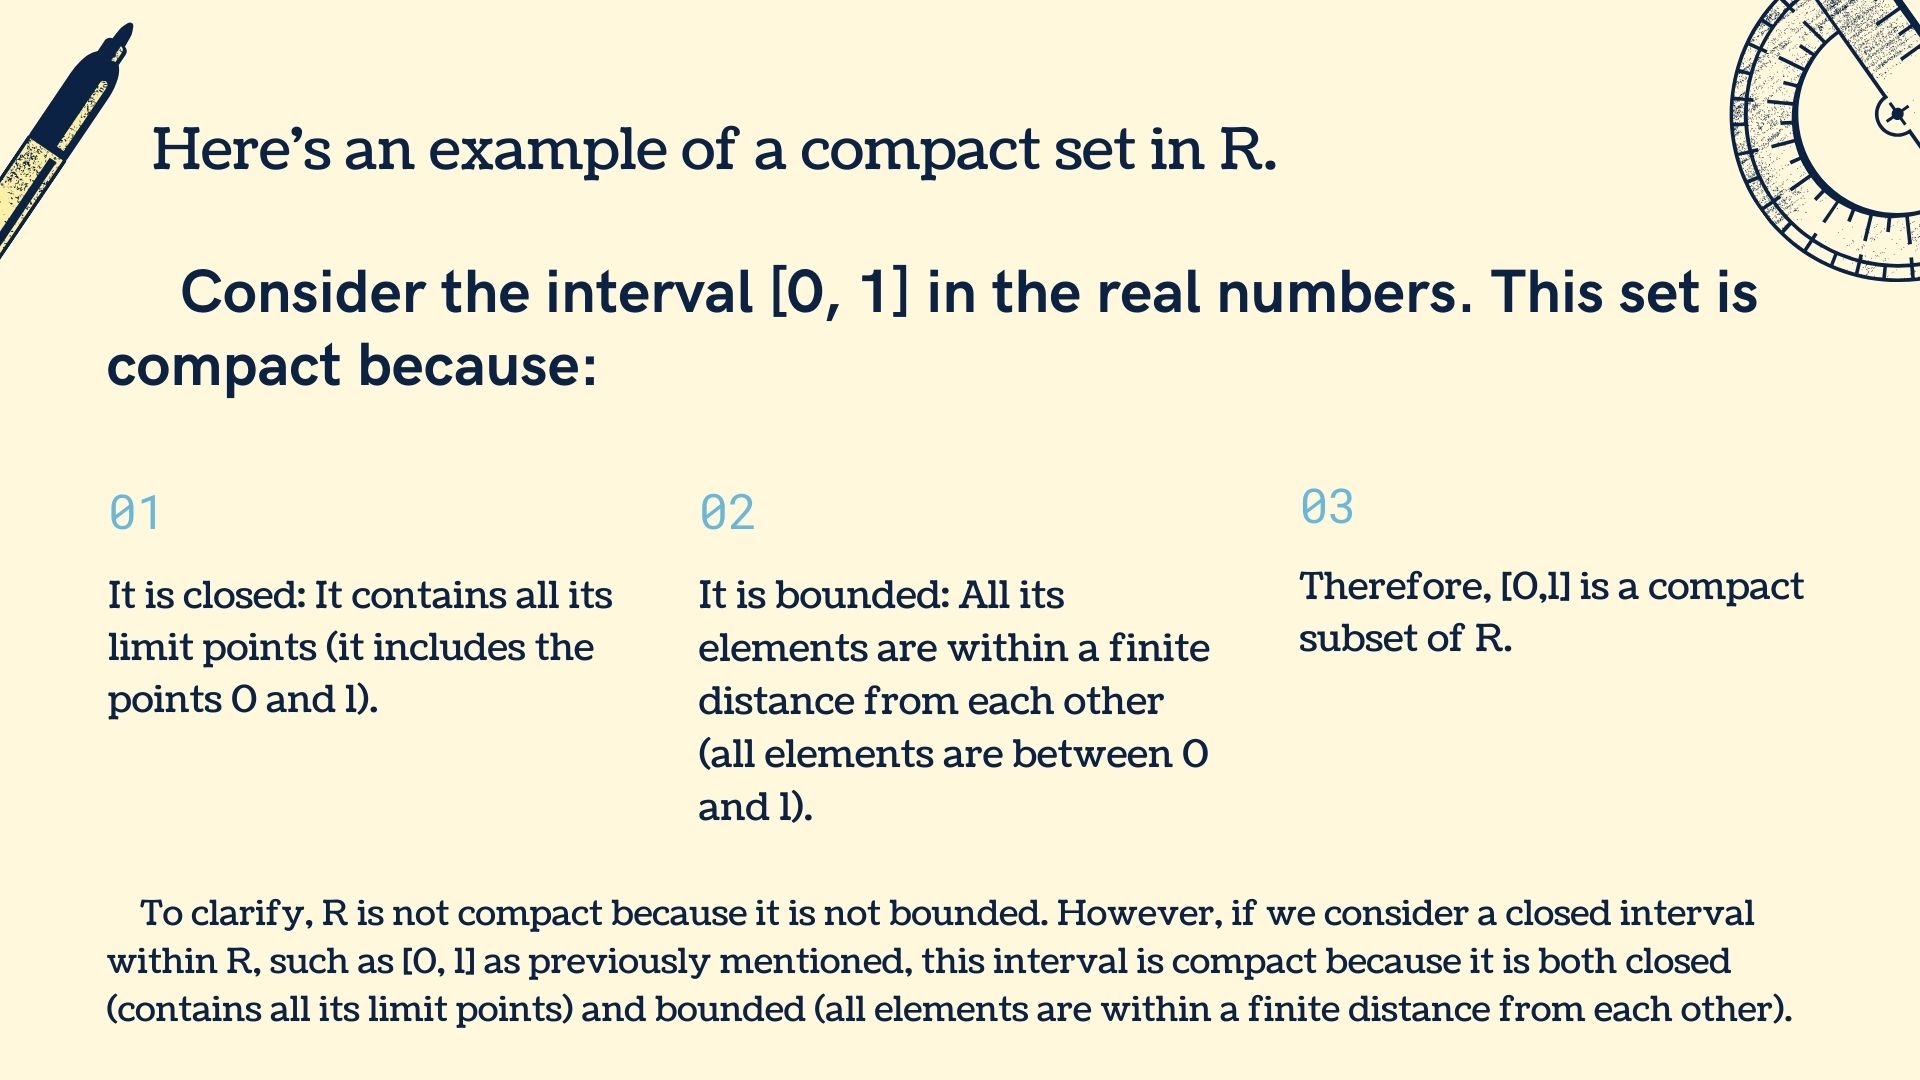 Here's an example of a compact set in R.
Consider the interval [0, 1] in the real numbers. This set is
compact because:
01
It is closed: It contains all its
limit points (it includes the
points 0 and 1).
02
It is bounded: All its
elements are within a finite
distance from each other
(all elements are between 0
and 1).
03
Therefore, [0,1] is a compact
subset of R.
To clarify, R is not compact because it is not bounded. However, if we consider a closed interval
within R, such as [0, 1] as previously mentioned, this interval is compact because it is both closed
(contains all its limit points) and bounded (all elements are within a finite distance from each other).